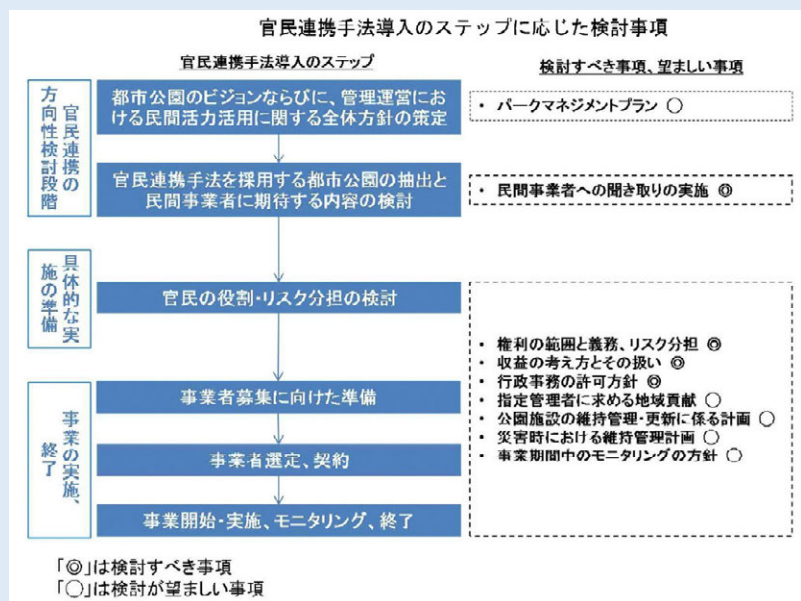 官民連携手法導入のステップに応じた検討事項
官民連携手法導入のステップ
検討すべき事項、望ましい事項
官民連携の
方向性検討段階
都市公園のビジョンならびに、管理運営にお
ける民間活力活用に関する全体方針の策定
・ パークマネジメントプラン ○
官民連携手法を採用する都市公園の抽出と
民間事業者に期待する内容の検討
・ 民間事業者への聞き取りの実施 ◎
具体的な実
施の準備
官民の役割・リスク分担の検討
・ 権利の範囲と義務、リスク分担 ◎
・ 収益の考え方とその扱い ◎
・ 行政事務の許可方針 ◎
・ 指定管理者に求める地域貢献 ○
・ 公園施設の維持管理・更新に係る計画 ○
・ 災害時における維持管理計画 ○
・ 事業期間中のモニタリングの方針 ○
事業の実施、
終了
事業者募集に向けた準備
事業者選定、契約
事業開始・実施、モニタリング、終了
「◎」は検討すべき事項
「○」は検討が望ましい事項